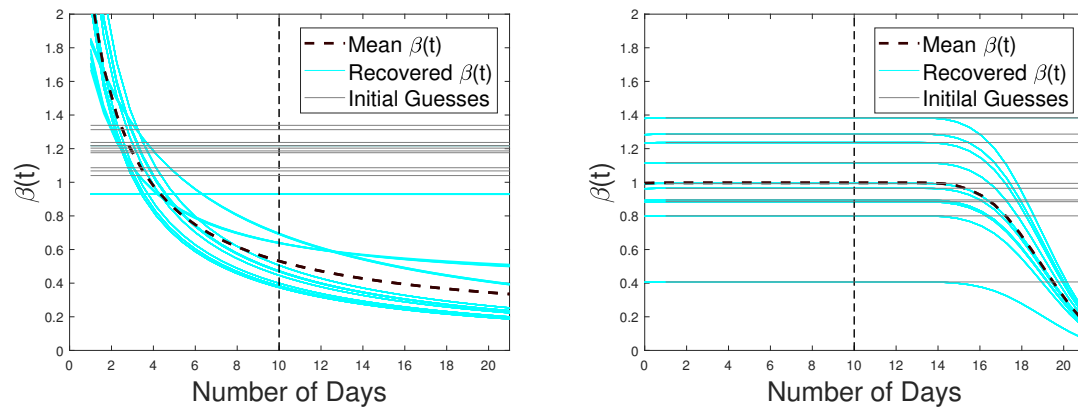 2
1.8
1.6
1.4
1.2
1
0.8
0.6
0.4
0.2
0
β(t)
0 2 4 6 8 10 12 14 16 18 20
Number of Days
Mean β(t)
Recovered β(t)
Initial Guesses
2
1.8
1.6
1.4
1.2
1
0.8
0.6
0.4
0.2
0
β(t)
0 2 4 6 8 10 12 14 16 18 20
Number of Days
Mean β(t)
Recovered β(t)
Initilal Guesses